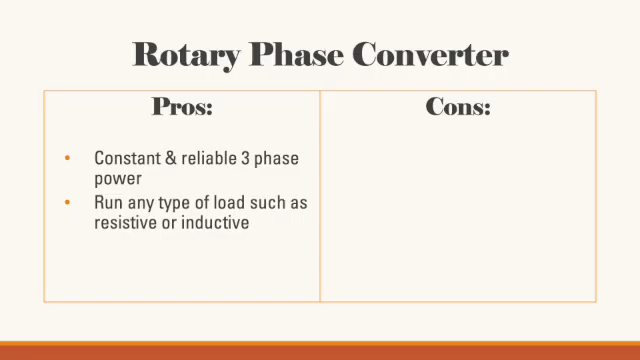 Rotary Phase Converter
Pros:
• Constant & reliable 3 phase
power
• Run any type of load such as
resistive or inductive
Cons: